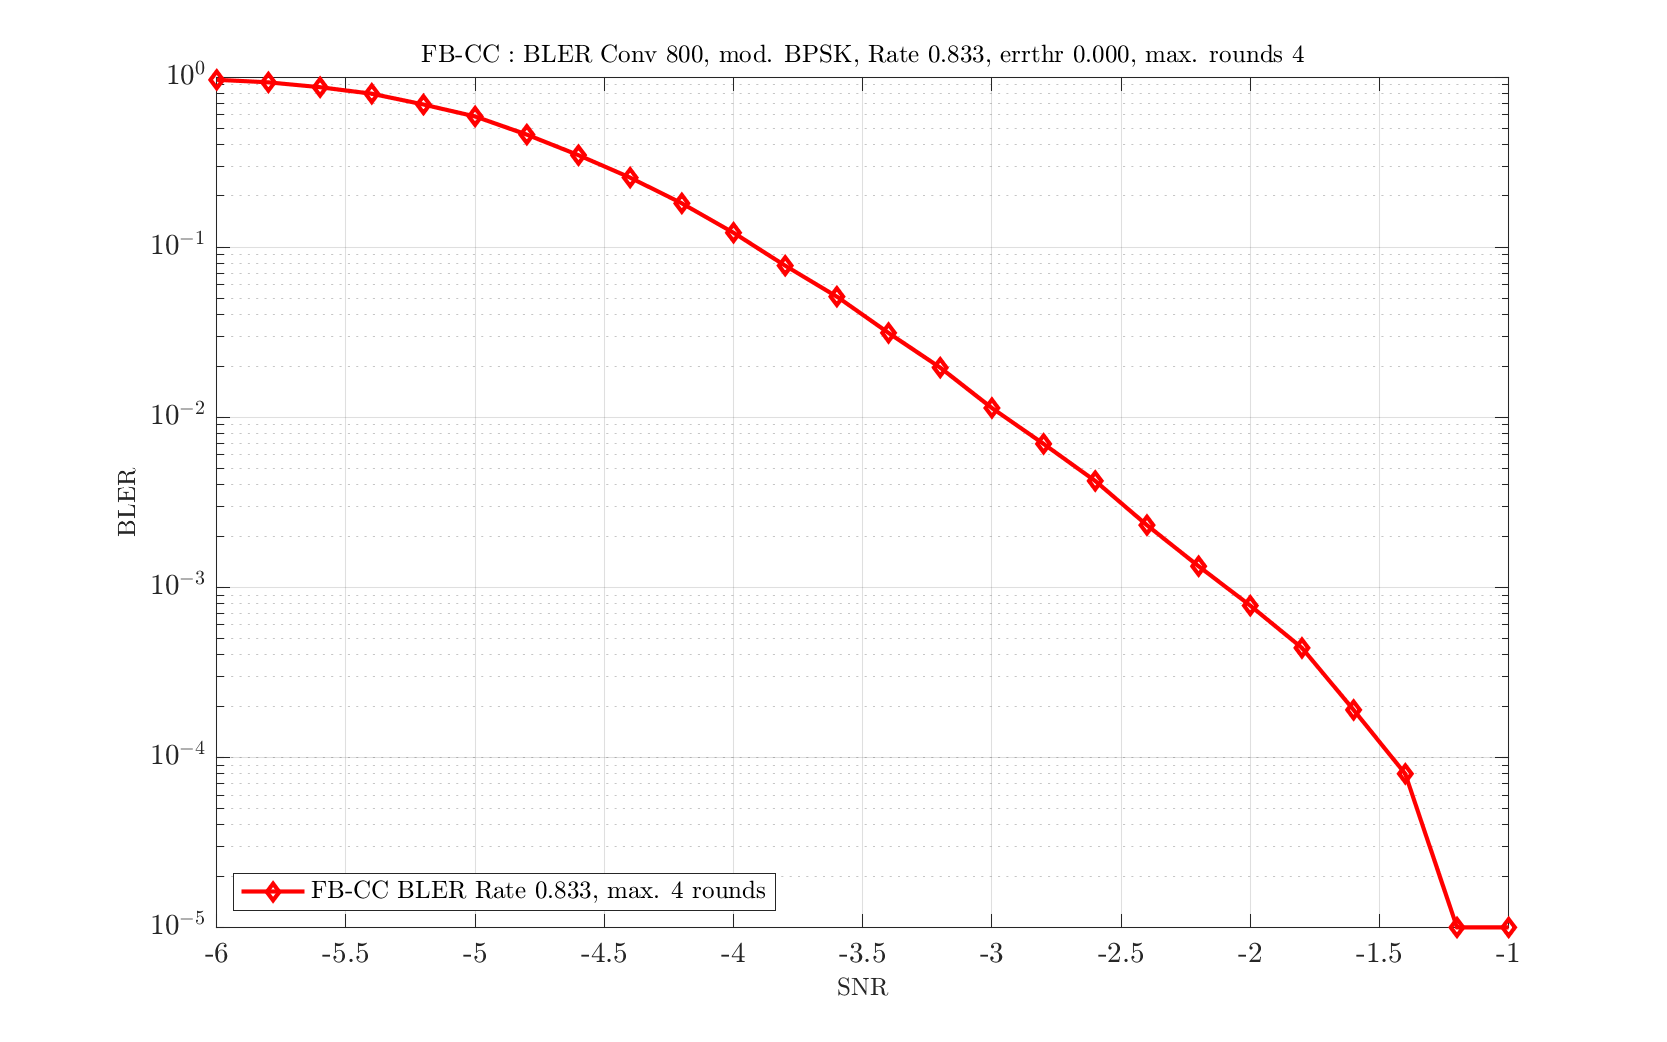 FB-CC : BLER Conv 800, mod. BPSK, Rate 0.833, errthr 0.000, max. rounds 4
10^0
10^-1
10^-2
10^-3
10^-4
10^-5
BLER
FB-CC BLER Rate 0.833, max. 4 rounds
-6 -5.5 -5 -4.5 -4 -3.5 -3 -2.5 -2 -1.5 -1
SNR